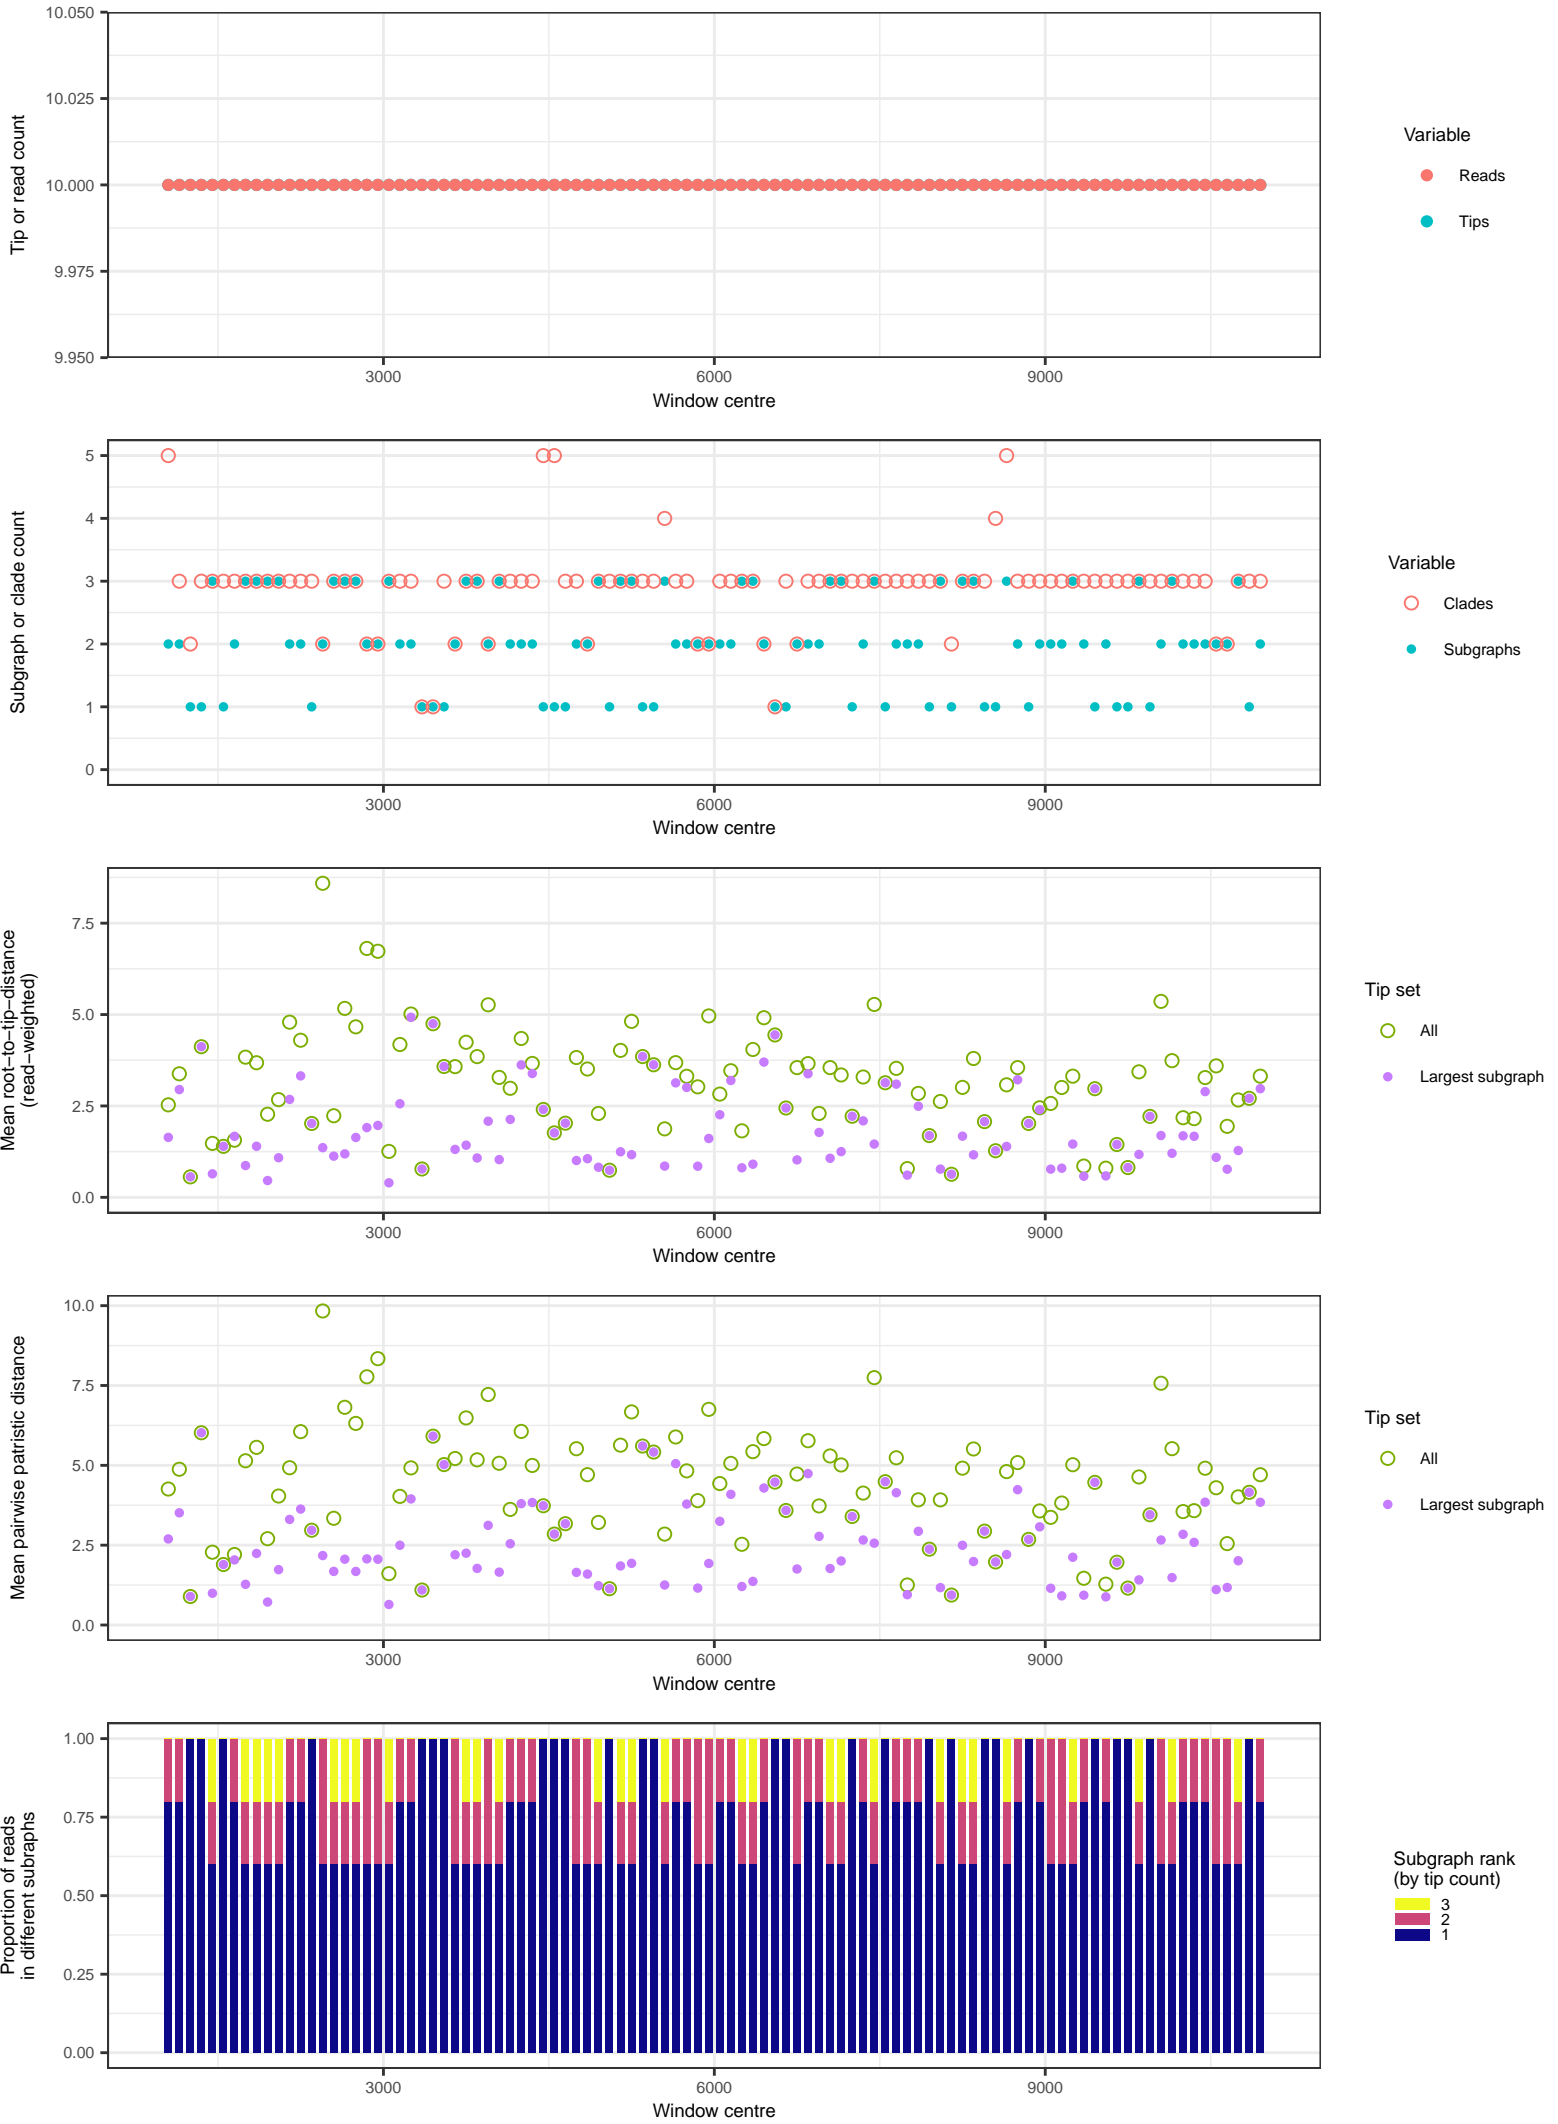 10.050
10.025
10.000
9.975
9.950
Tip or read count
3000
6000
9000
Window centre
Variable
Reads
Tips
5
4
3
2
1
0
Subgraph or clade count
3000
6000
9000
Window centre
Variable
Clades
Subgraphs
7.5
5.0
2.5
0.0
Mean root−to−tip−distance
(read−weighted)
3000
6000
9000
Window centre
Tip set
All
Largest subgraph
10.0
7.5
5.0
2.5
0.0
Mean pairwise patristic distance
3000
6000
9000
Window centre
Tip set
All
Largest subgraph
1.00
0.75
0.50
0.25
0.00
Proportion of reads
in different subraphs
3000
6000
9000
Window centre
Subgraph rank
(by tip count)
3
2
1